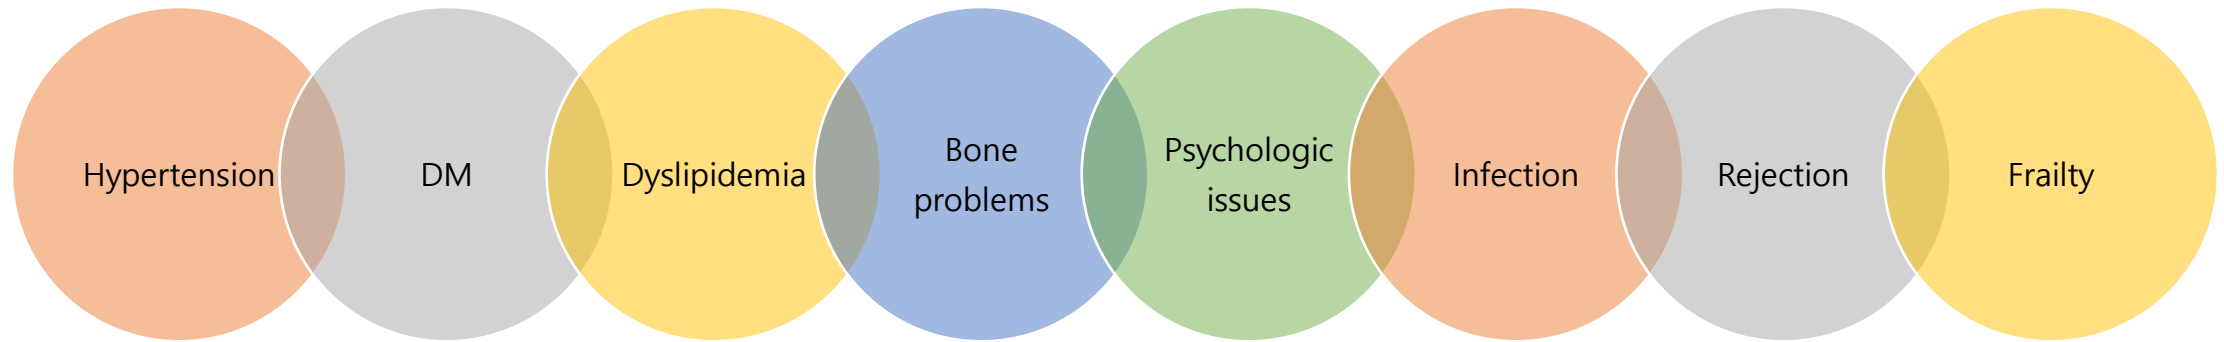 Hypertension
DM
Dyslipidemia
Bone
problems
Psychologic
issues
Infection
Rejection
Frailty